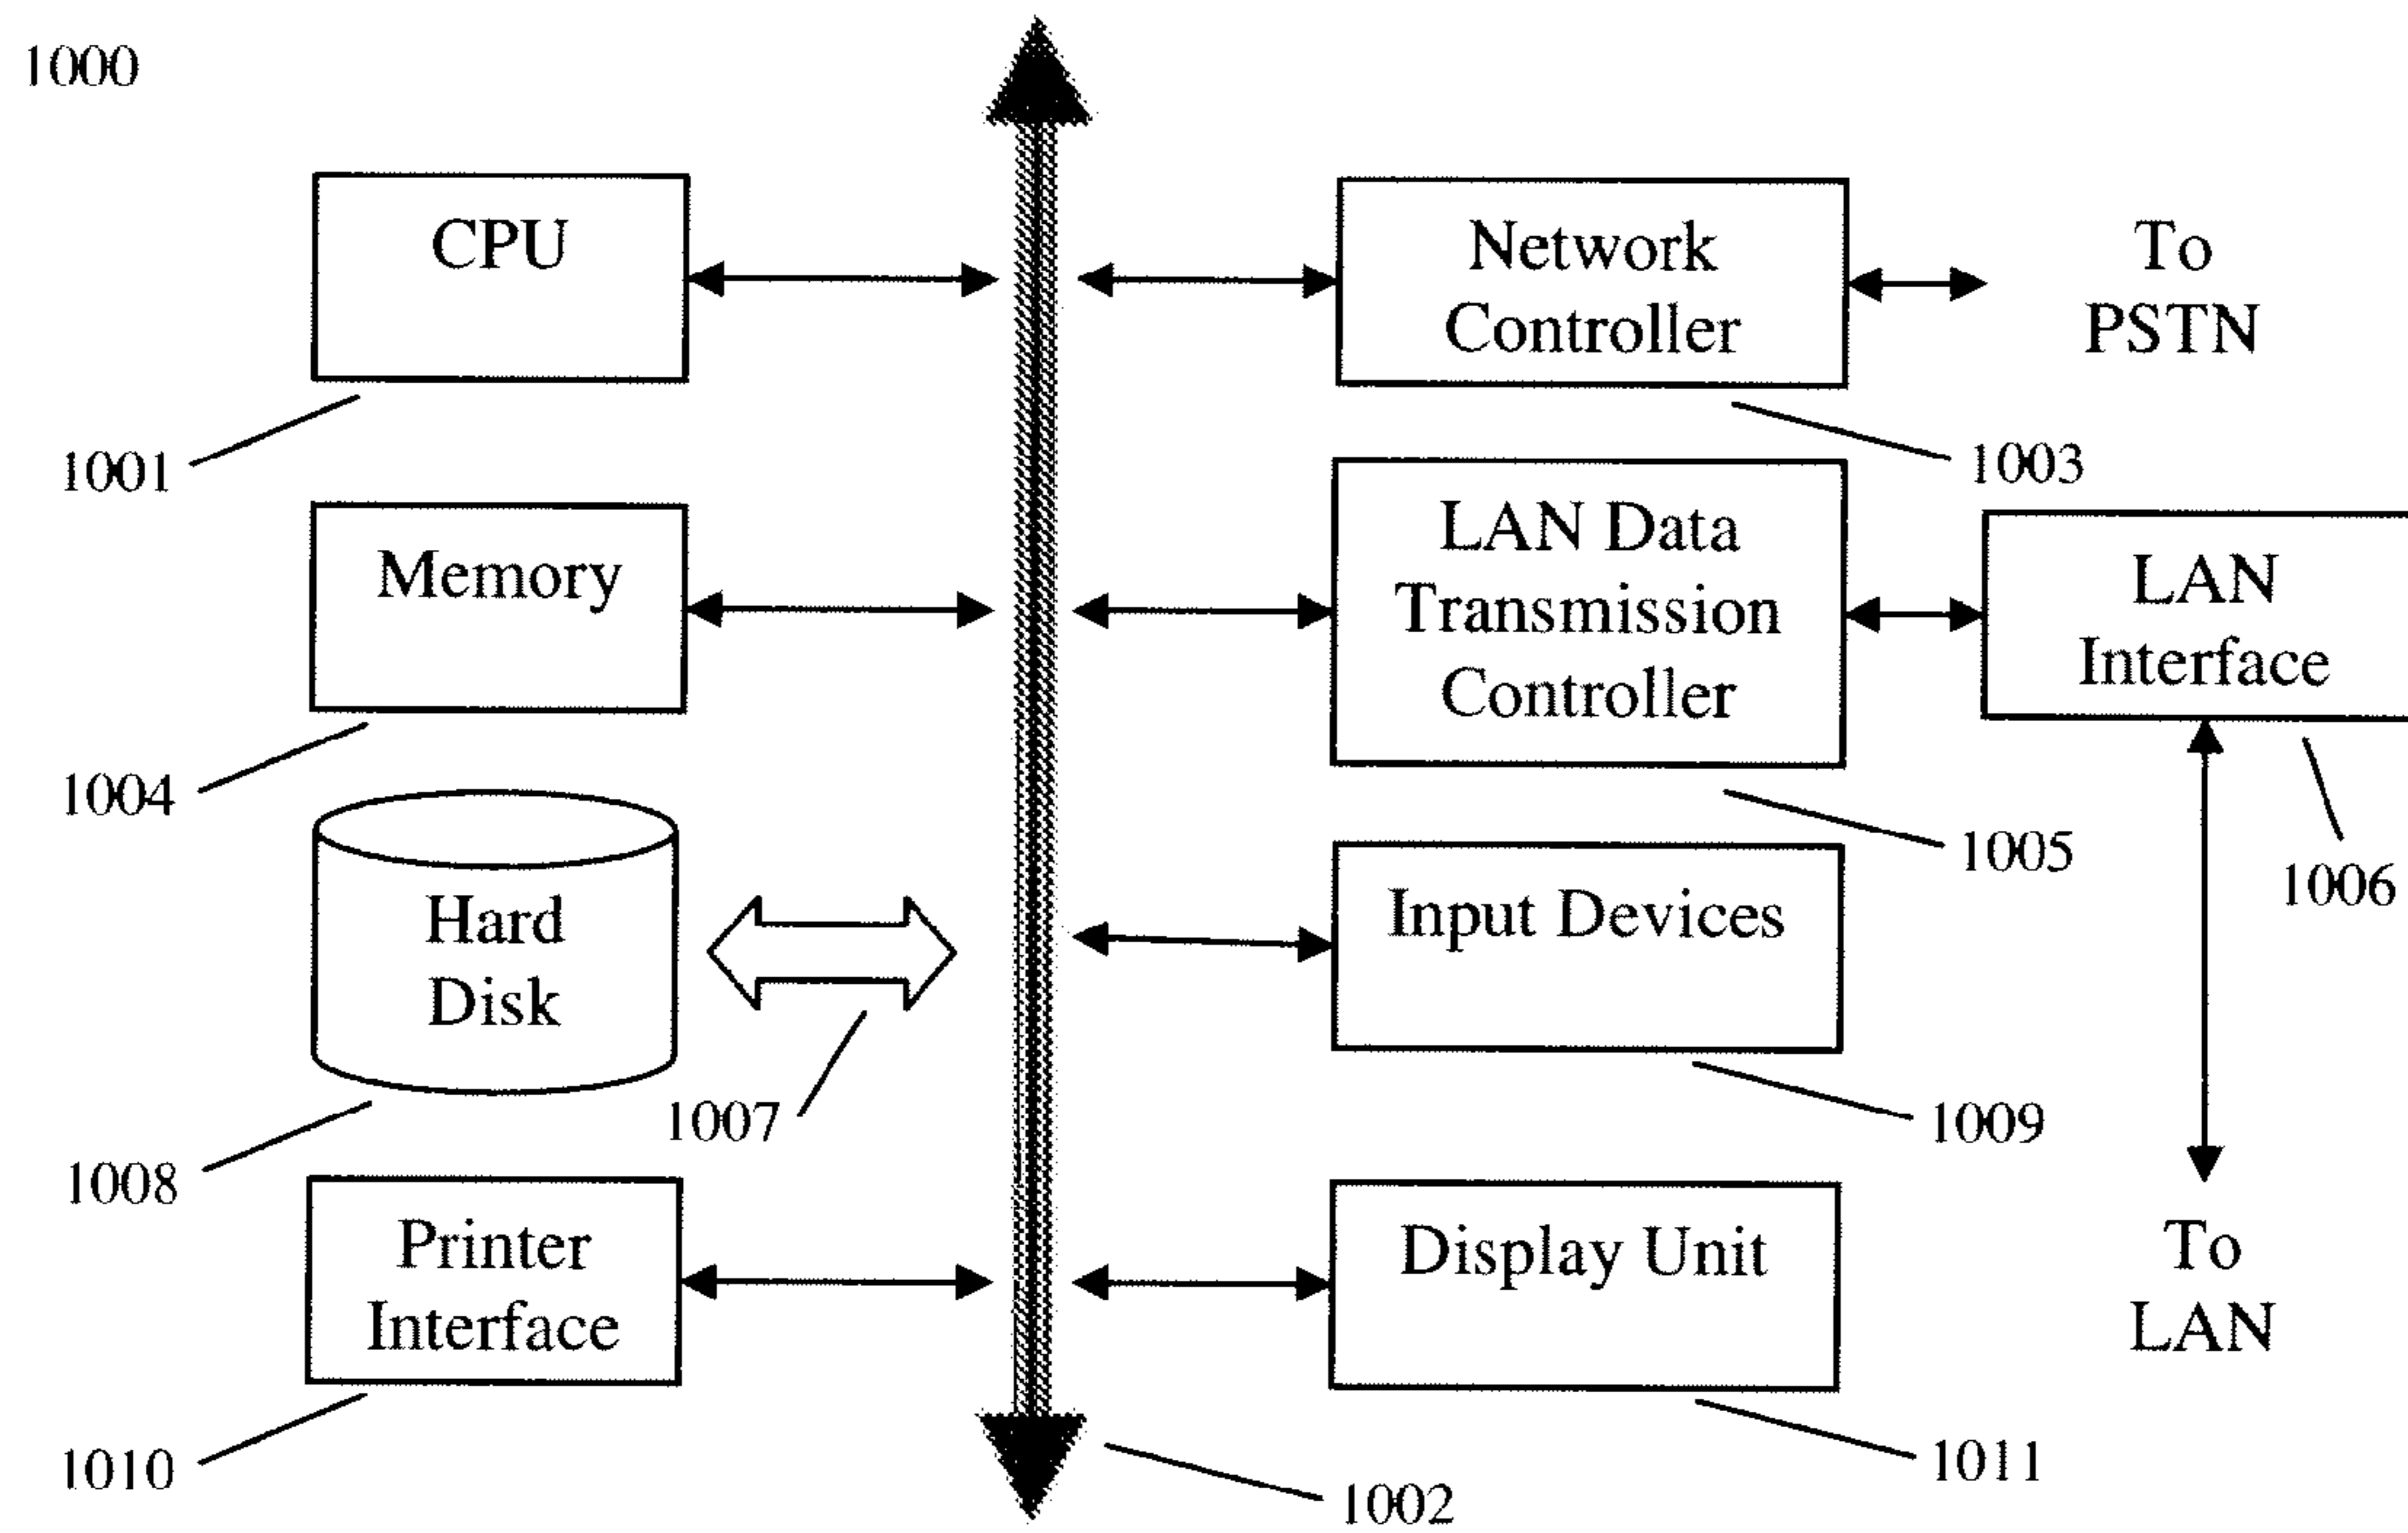 1000
CPU
Network
Controller
To
PSTN
1001
1003
Memory
LAN Data
Transmission
Controller
LAN
Interface
1004
1005
1006
Hard
Disk
1007
Input Devices
1008
1009
Printer
Interface
Display Unit
To
LAN
1010
1002
1011